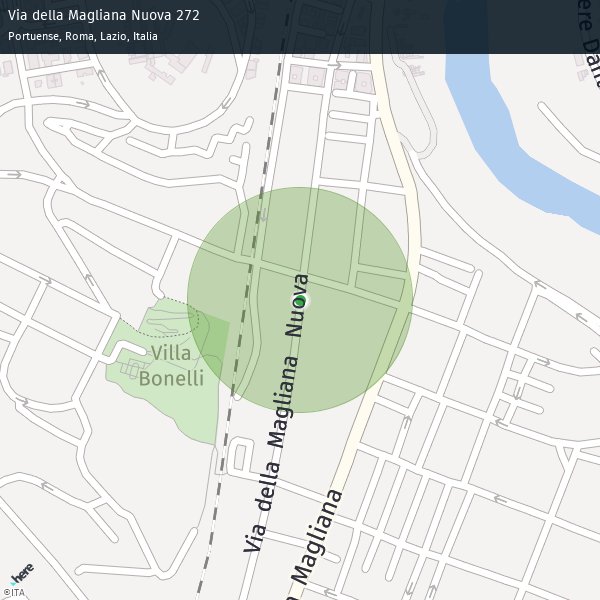 Via della Magliana Nuova 272
Portuense, Roma, Lazio, Italia
Via della Magliana Nuova
Villa
Bonelli
Magliana
here
©ITA